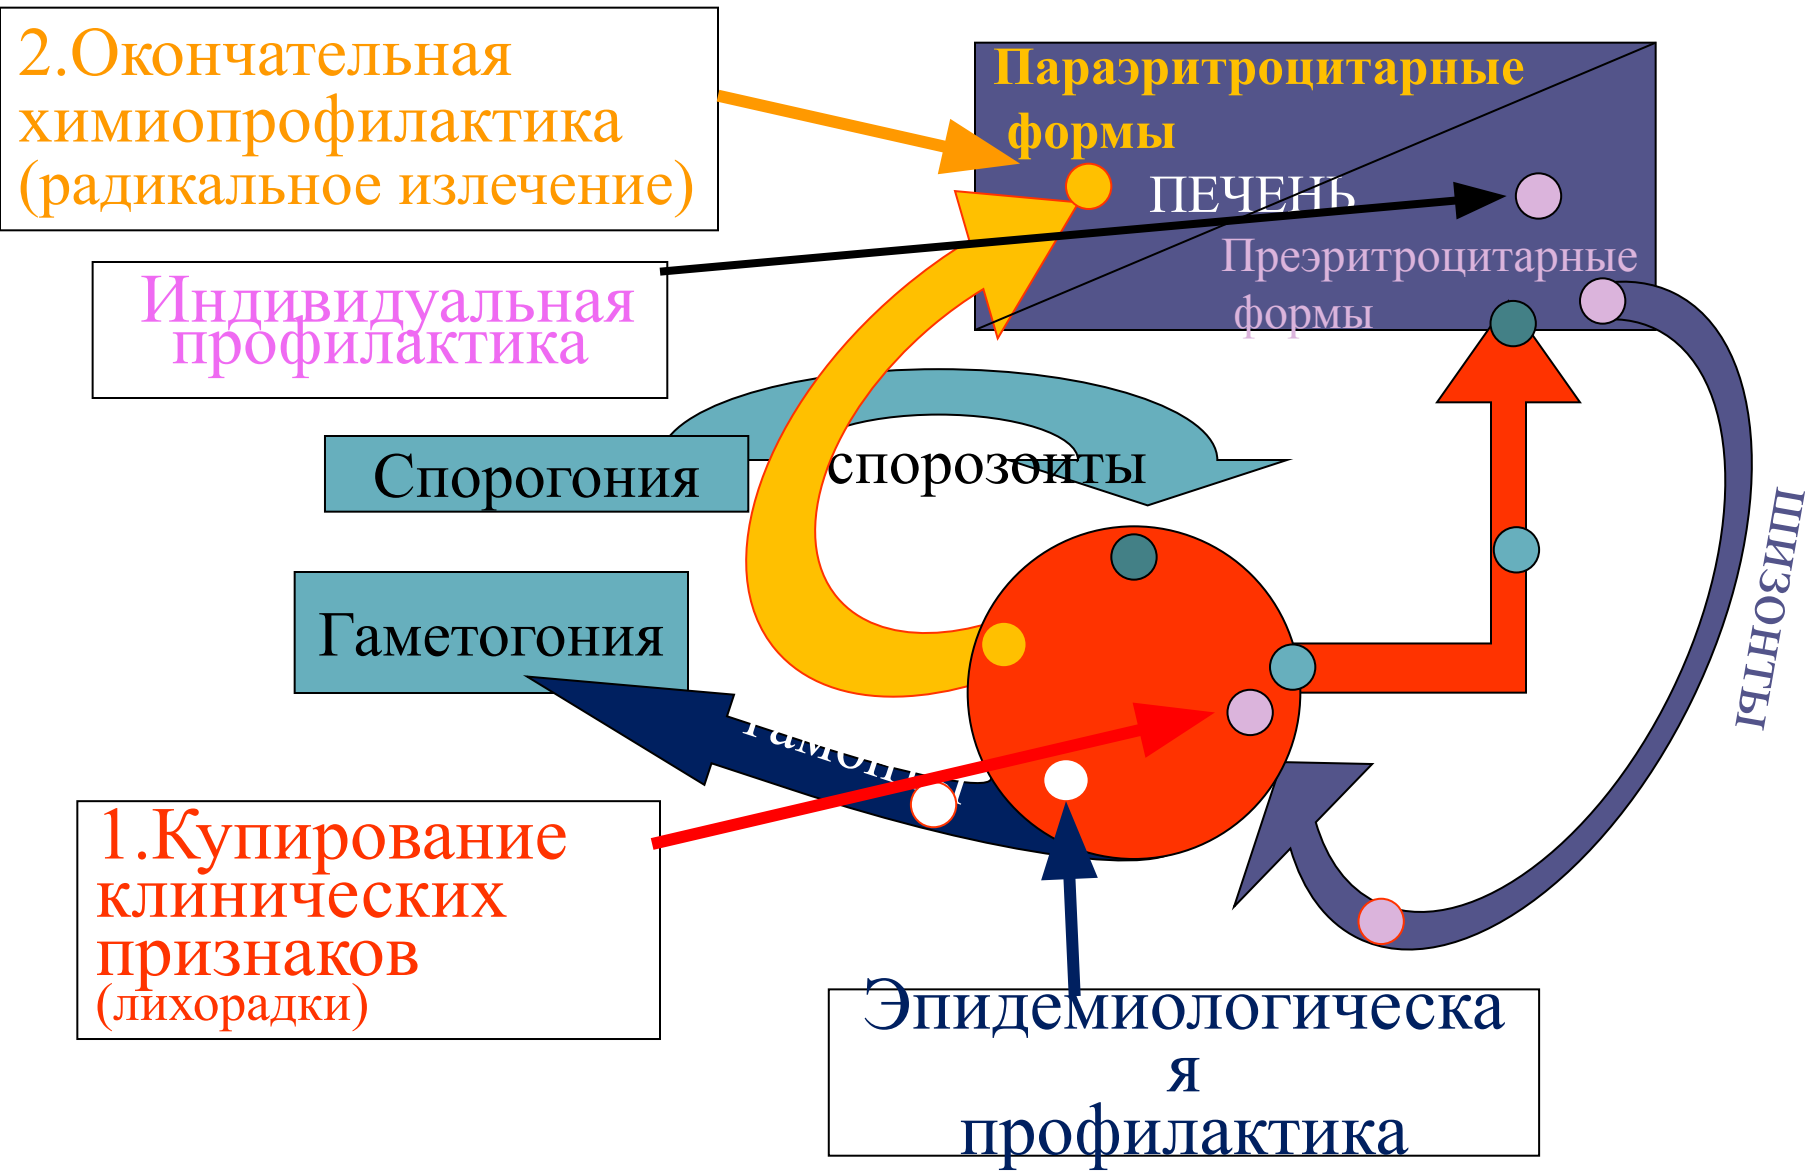 2.Окончательная
химиопрофилактика
(радикальное излечение)
Параэритроцитарные
формы
ПЕЧЕНЬ
Преэритроцитарные
формы
Индивидуальная
профилактика
Спорогония
спорозоиты
Гаметогония
шизонты
1.Купирование
клинических
признаков
(лихорадки)
Эпидемиологическа
я
профилактика